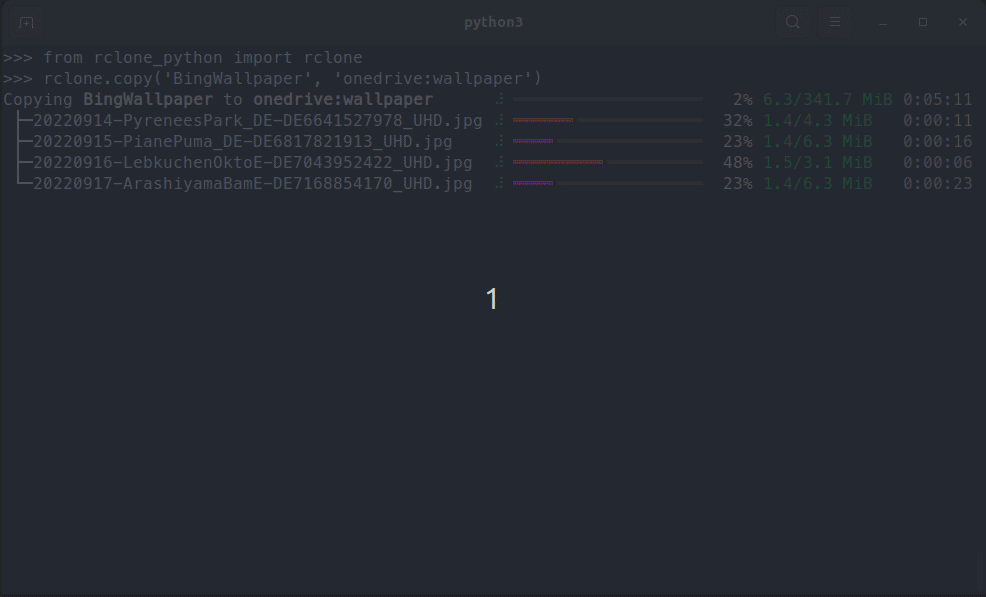 python3
>>> from rclone_python import rclone
>>> rclone.copy('BingWallpaper', 'onedrive:wallpaper')
Copying BingWallpaper to onedrive:wallpaper 2% 6.3/341.7 MiB 0:05:11
20220914-PyreneesPark_DE-DE6641527978_UHD.jpg 32% 1.4/4.3 MiB 0:00:11
20220915-PianePuma_DE-DE6817821913_UHD.jpg 23% 1.4/6.3 MiB 0:00:16
20220916-LebkuchenOktoE-DE7043952422_UHD.jpg 48% 1.5/3.1 MiB 0:00:06
20220917-ArashiyamaBamE-DE7168854170_UHD.jpg 23% 1.4/6.3 MiB 0:00:23
1